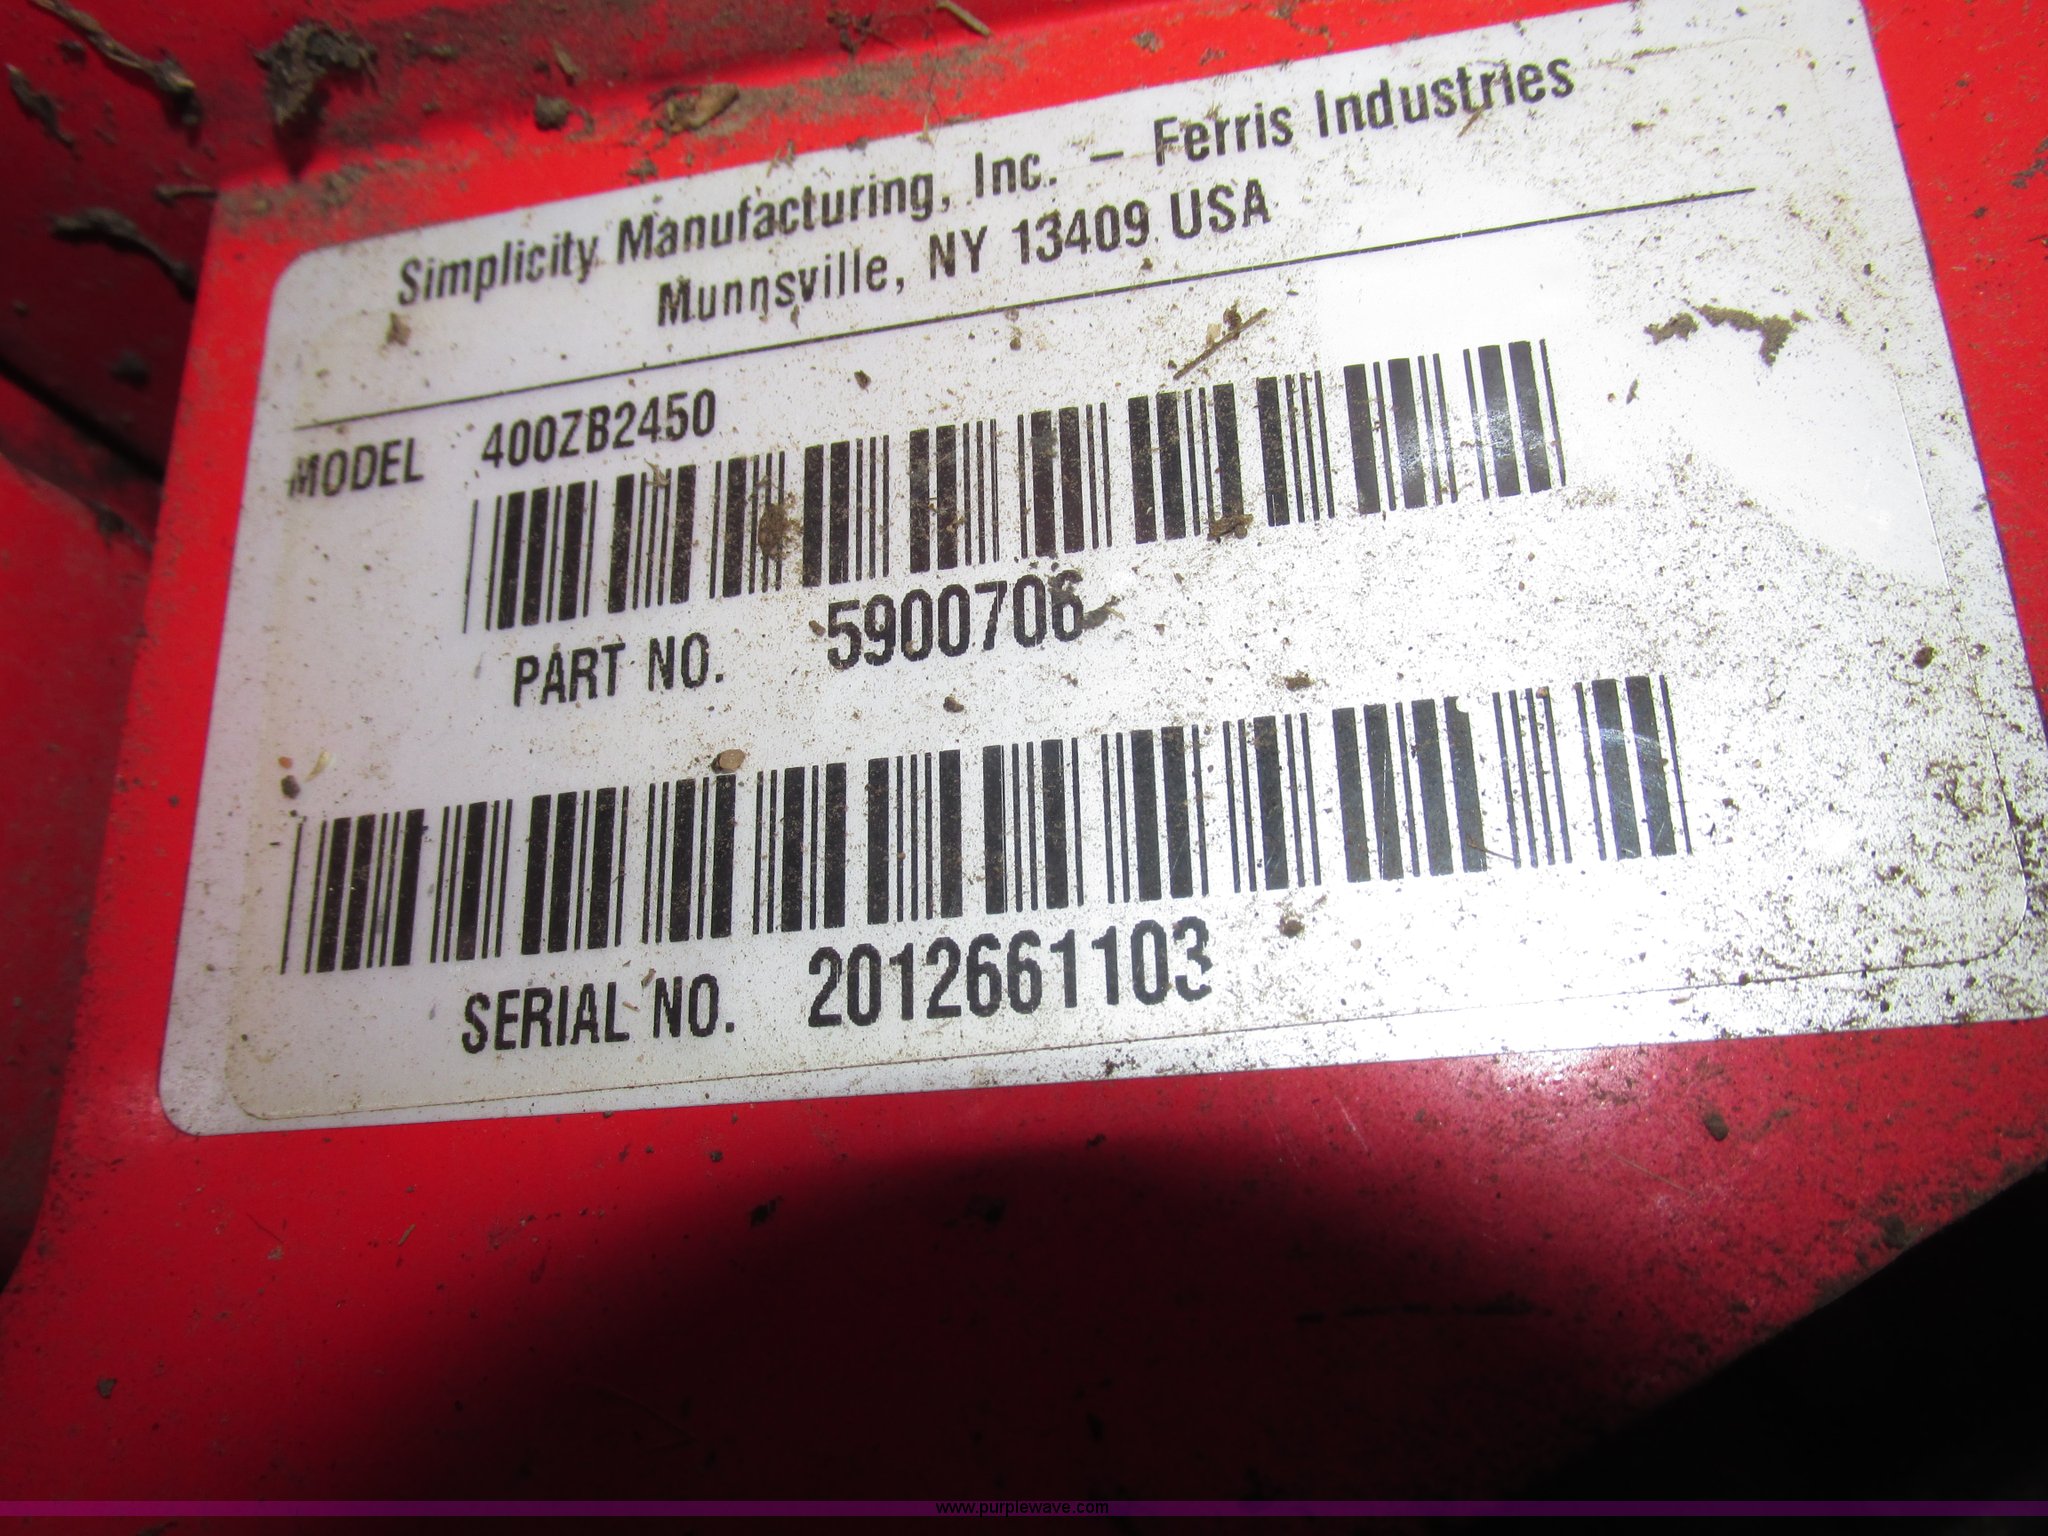 Simplicity Manufacturing, Inc. – Ferris Industries
Munnsville, NY 13409 USA
MODEL 400ZB2450
PART NO. 5900706
SERIAL NO. 2012661103
www.purplewave.com